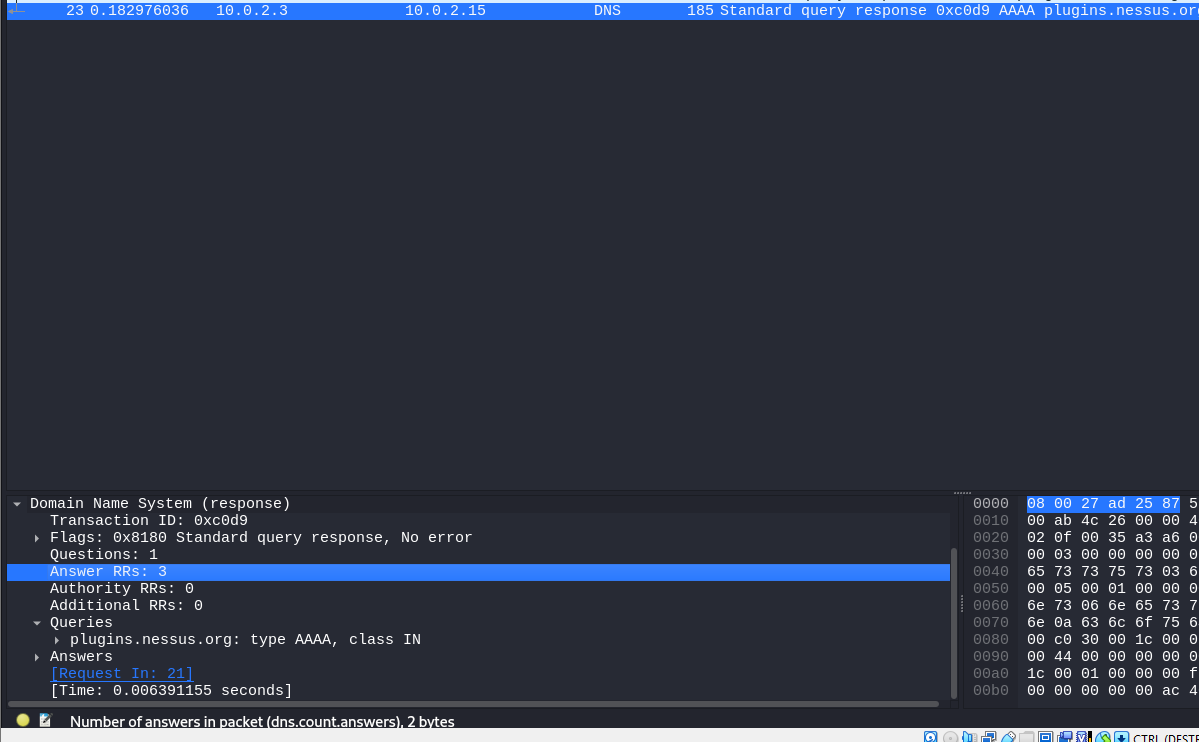 23 0.182976036 10.0.2.3 10.0.2.15 DNS 185 Standard query response 0xc0d9 AAAA plugins.nessus.or
Domain Name System (response)
Transaction ID: 0xc0d9
Flags: 0x8180 Standard query response, No error
Questions: 1
Answer RRs: 3
Authority RRs: 0
Additional RRs: 0
Queries
plugins.nessus.org: type AAAA, class IN
Answers
[Request In: 21]
[Time: 0.006391155 seconds]
0000 08 00 27 ad 25 87 5
0010 00 ab 4c 26 00 00 4
0020 02 0f 00 35 a3 a6 0
0030 00 03 00 00 00 00 0
0040 65 73 73 75 73 03 6
0050 00 05 00 01 00 00 0
0060 6e 73 06 6e 65 73 7
0070 6e 0a 63 6c 6f 75 6
0080 00 c0 30 00 1c 00 0
0090 00 44 00 00 00 00 0
00a0 1c 00 01 00 00 00 f
00b0 00 00 00 00 00 ac 4
Number of answers in packet (dns.count.answers), 2 bytes
CTRL (DESTE